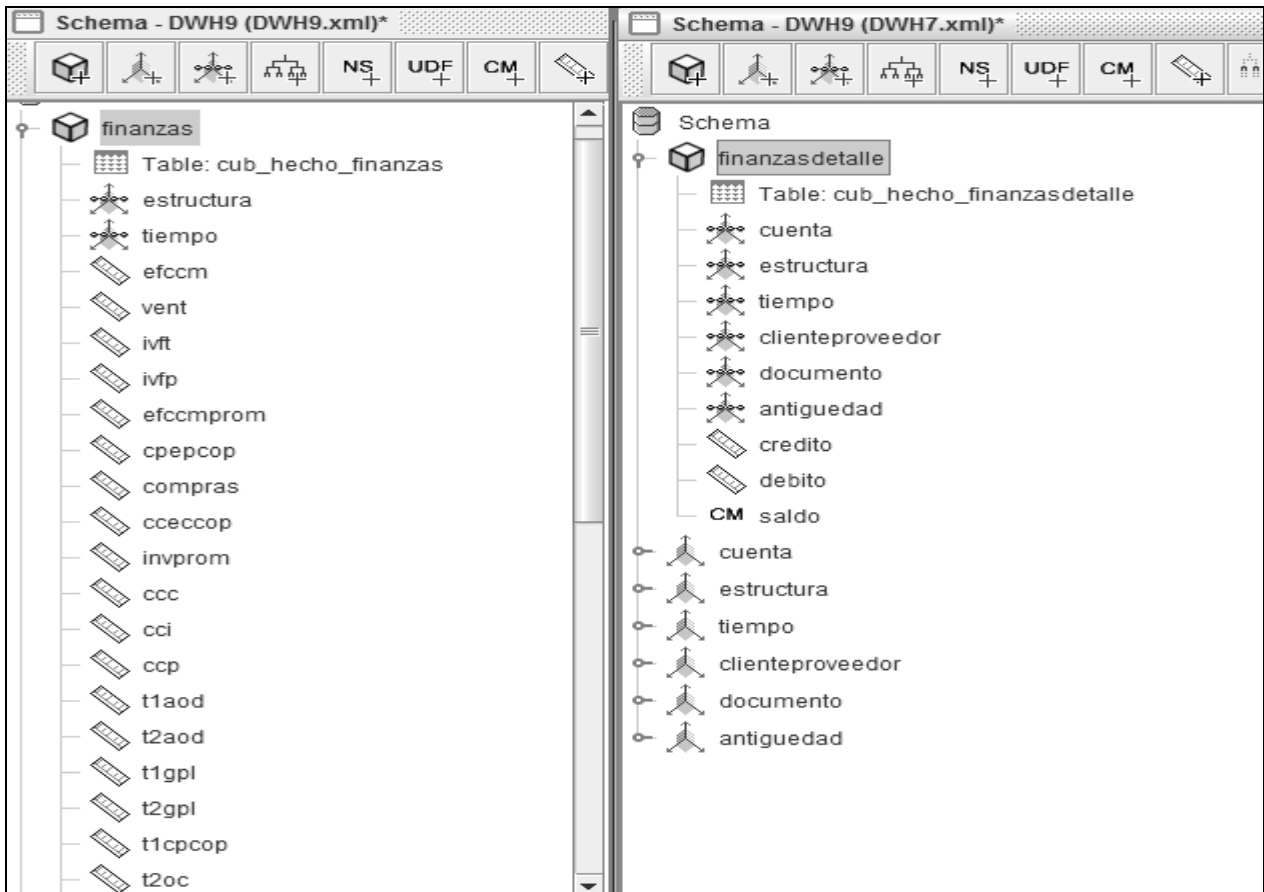 Schema - DWH9 (DWH9.xml)*
NS UDF CM
finanzas
Table: cub_hecho_finanzas
estructura
tiempo
efccm
vent
ivft
ivfp
efccmprom
cpepcop
compras
cceccop
invprom
ccc
cci
ccp
t1aod
t2aod
t1gpl
t2gpl
t1cpcop
t2oc
Schema - DWH9 (DWH7.xml)*
NS UDF CM
Schema
finanzasdetalle
Table: cub_hecho_finanzasdetalle
cuenta
estructura
tiempo
clienteproveedor
documento
antiguedad
credito
debito
CM saldo
cuenta
estructura
tiempo
clienteproveedor
documento
antiguedad